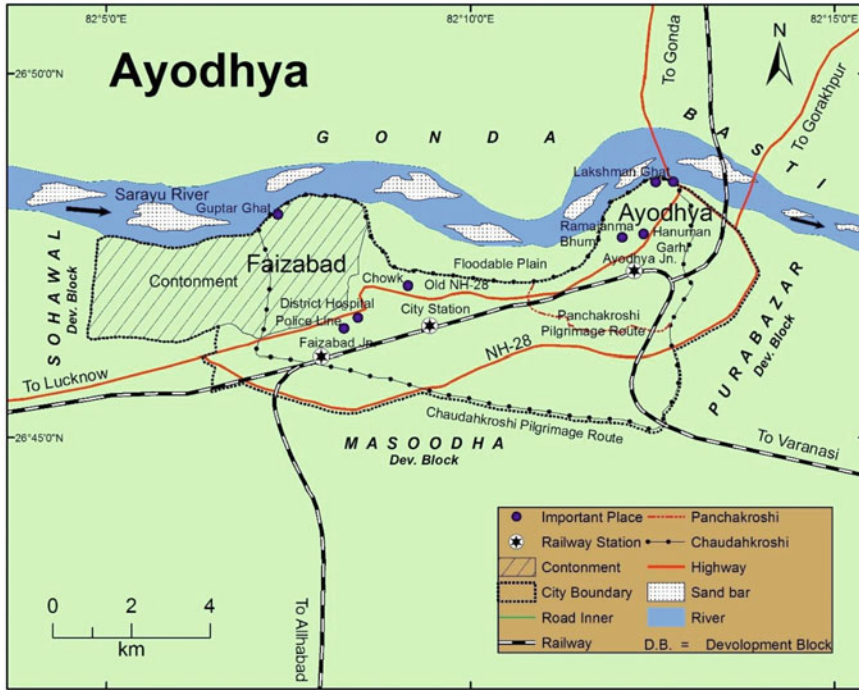 82°5'0"E
82°10'0"E
82°15'0"E
26°50'0"N
Ayodhya
To Gonda
N
To Gorakhpur
G O N D A
B A S T I
Sarayu River
Guptar Ghat
Lakshman Ghat
Ayodhya
Ramajanma
Bhumi
Hanuman
Garhi
Ayodhya Jn.
Floodable Plain
Contonment
Faizabad
Chowk
Old NH-28
District Hospital
City Station
Police Line
Faizabad Jn.
Panchakroshi
Pilgrimage Route
NH-28
SOHAWAL
Dev. Block
PURABAZAR
Dev. Block
To Lucknow
Chaudahkroshi Pilgrimage Route
26°45'0"N
MASOODHA
Dev. Block
To Varanasi
To Allhabad
0 2 4
km
Important Place
Panchakroshi
Railway Station
Chaudahkroshi
Contonment
Highway
City Boundary
Sand bar
Road Inner
River
Railway
D.B. = Devolopment Block